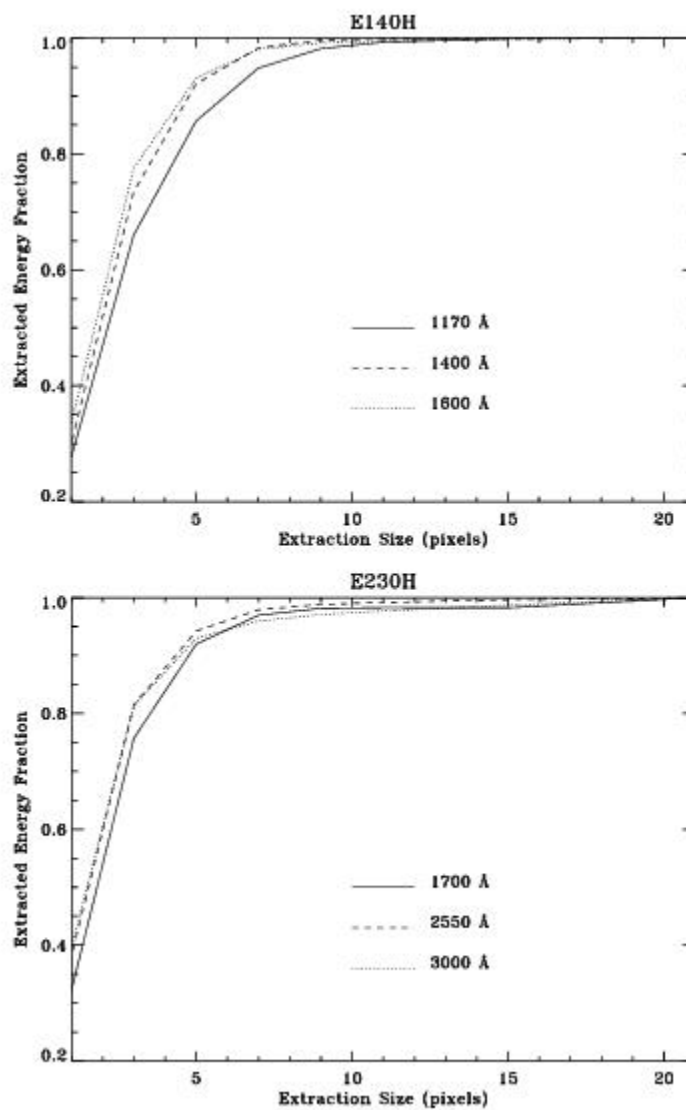 E140H
1.0
0.8
0.6
0.4
0.2
Extracted Energy Fraction
1170 Å
1400 Å
1600 Å
5 10 15 20
Extraction Size (pixels)
E230H
1.0
0.8
0.6
0.4
0.2
Extracted Energy Fraction
1700 Å
2550 Å
3000 Å
5 10 15 20
Extraction Size (pixels)